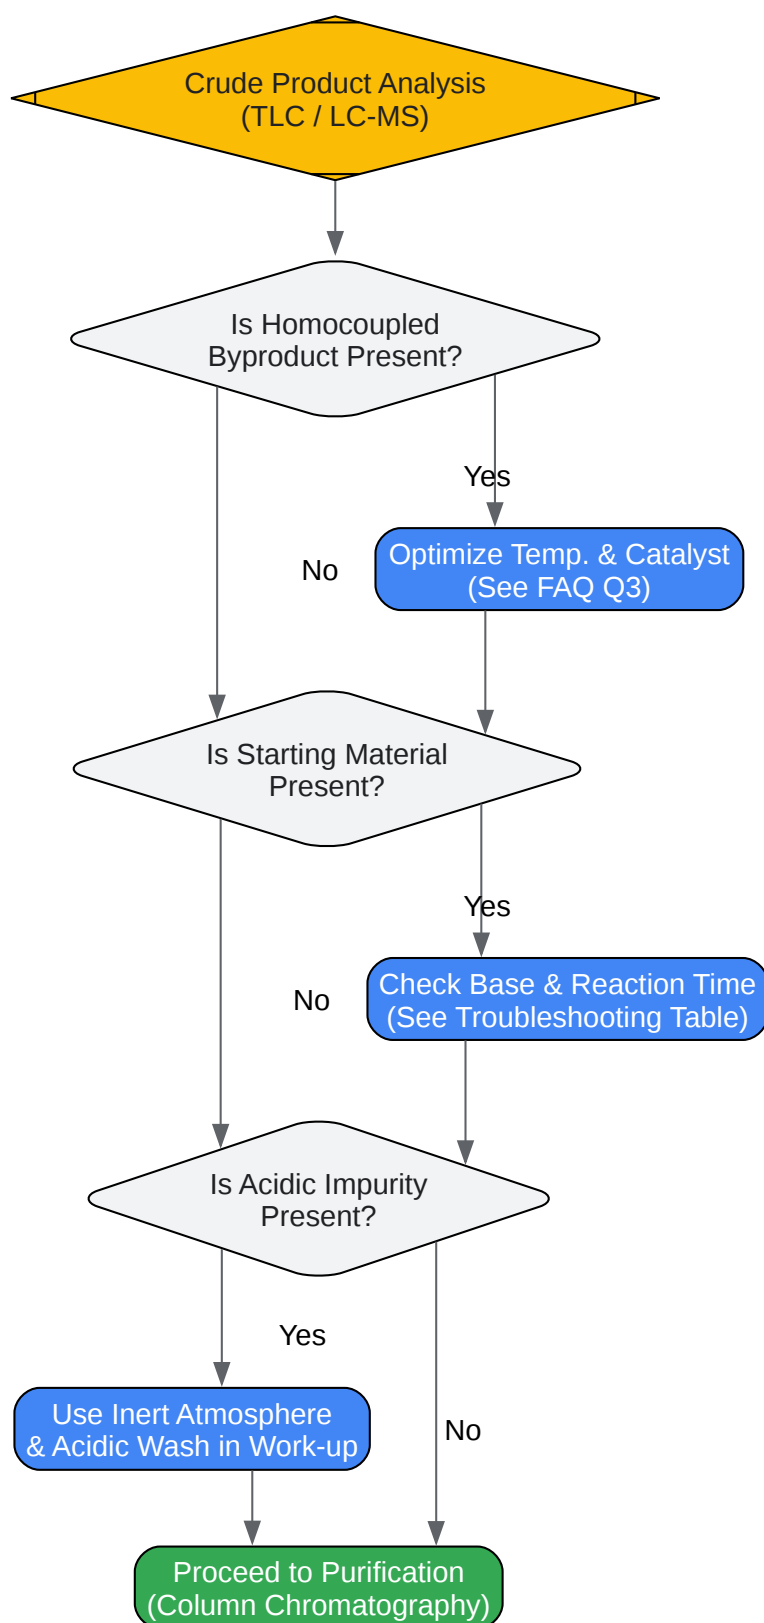 Crude Product Analysis
(TLC / LC-MS)
Is Homocoupled
Byproduct Present?
Yes
No
Optimize Temp. & Catalyst
(See FAQ Q3)
Is Starting Material
Present?
Yes
No
Check Base & Reaction Time
(See Troubleshooting Table)
Is Acidic Impurity
Present?
Yes
Use Inert Atmosphere
& Acidic Wash in Work-up
No
Proceed to Purification
(Column Chromatography)